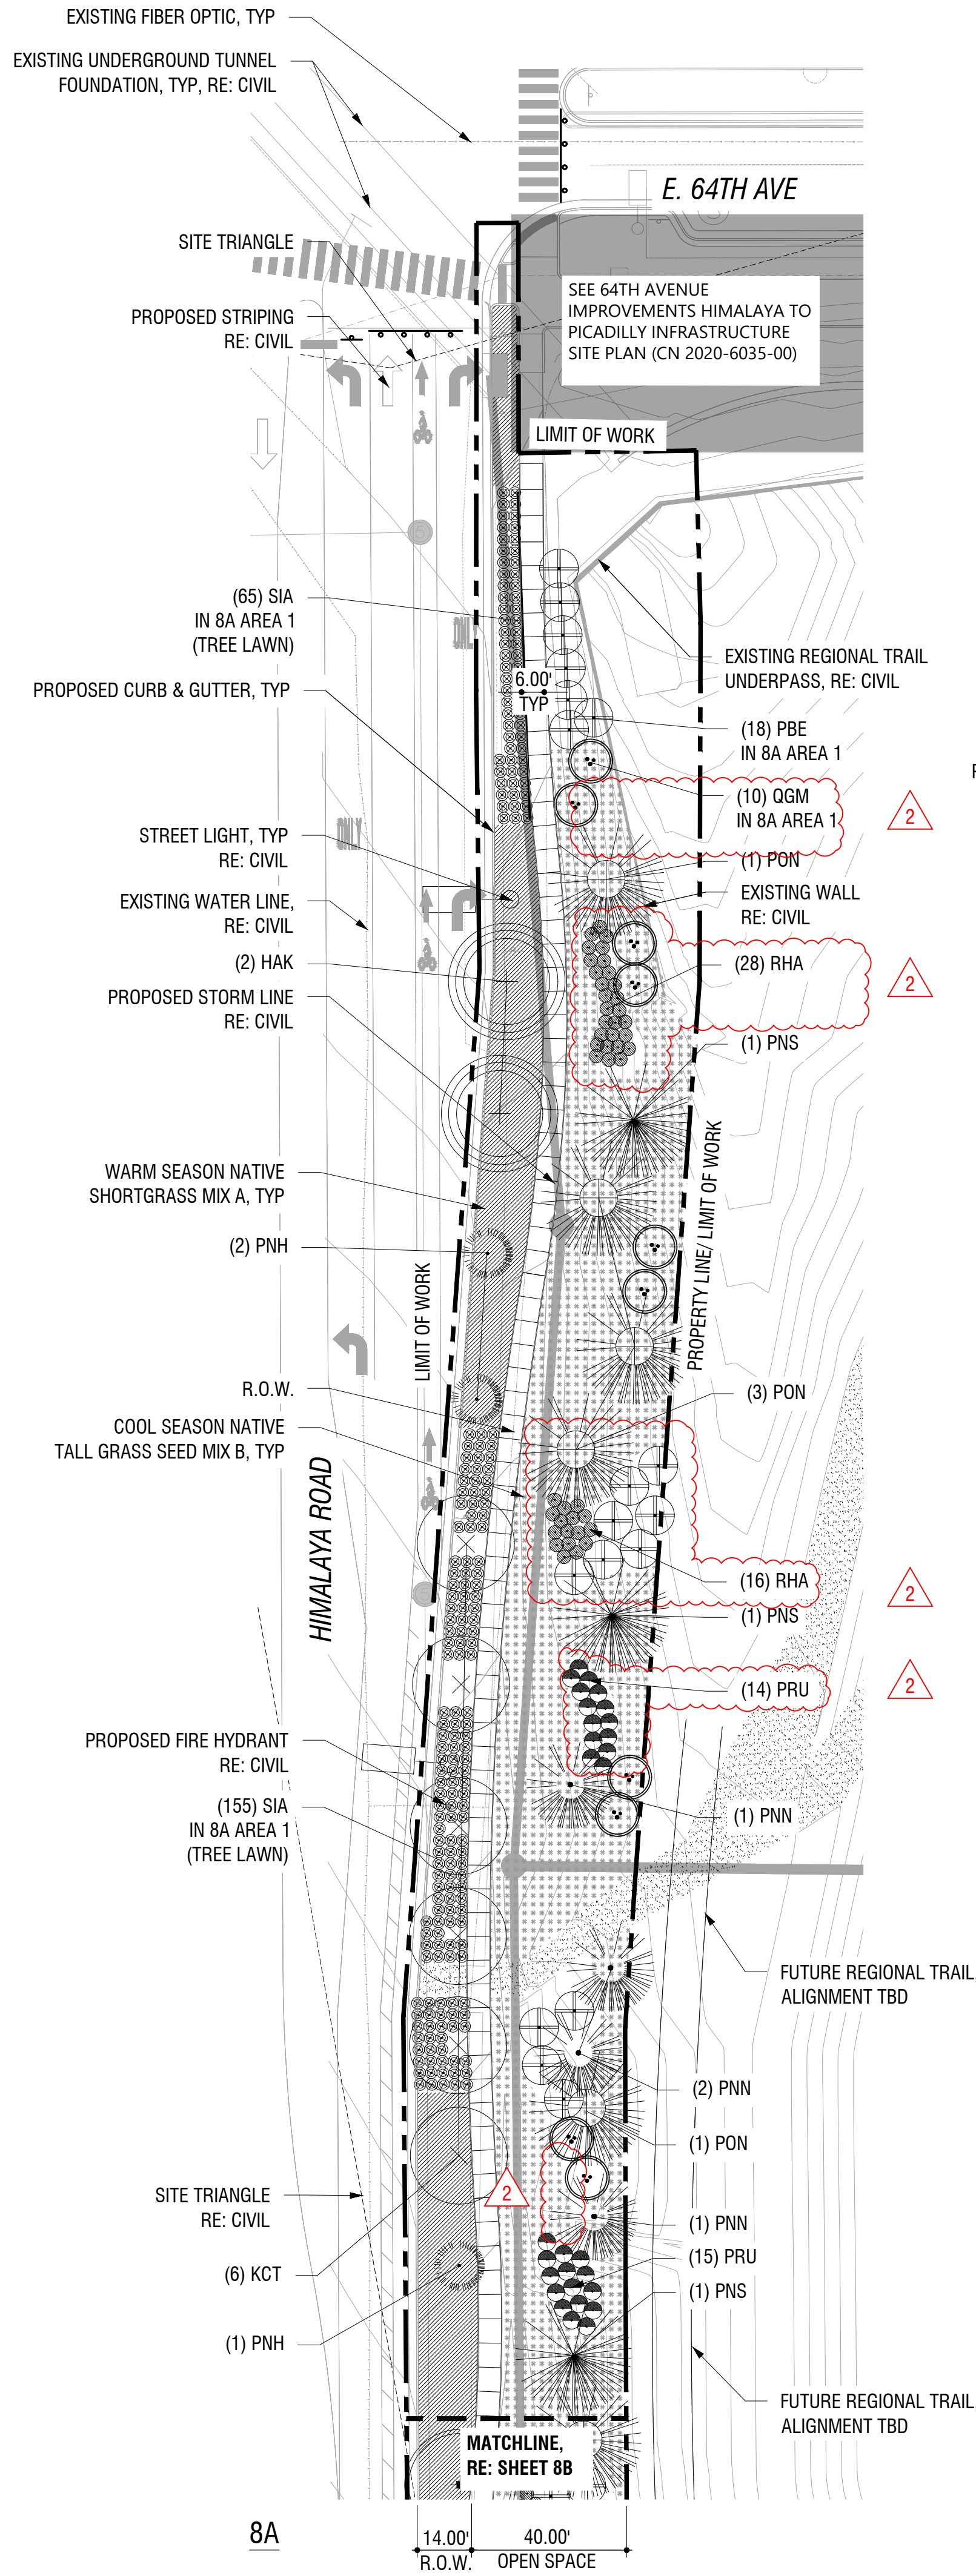 EXISTING FIBER OPTIC, TYP
EXISTING UNDERGROUND TUNNEL
FOUNDATION, TYP, RE: CIVIL
E. 64TH AVE
SITE TRIANGLE
SEE 64TH AVENUE
IMPROVEMENTS HIMALAYA TO
PICADILLY INFRASTRUCTURE
SITE PLAN (CN 2020-6035-00)
PROPOSED STRIPING
RE: CIVIL
LIMIT OF WORK
5
(65) SIA
IN 8A AREA 1
(TREE LAWN)
ONLY
EXISTING REGIONAL TRAIL
UNDERPASS, RE: CIVIL
PROPOSED CURB & GUTTER, TYP
6.00'
TYP
(18) PBE
IN 8A AREA 1
(10) QGM
IN 8A AREA 1
2
STREET LIGHT, TYP
RE: CIVIL
ONLY
(1) PON
EXISTING WATER LINE,
RE: CIVIL
EXISTING WALL
RE: CIVIL
(2) HAK
(28) RHA
2
PROPOSED STORM LINE
RE: CIVIL
(1) PNS
WARM SEASON NATIVE
SHORTGRASS MIX A, TYP
PROPERTY LINE/ LIMIT OF WORK
(2) PNH
LIMIT OF WORK
R.O.W.
(3) PON
COOL SEASON NATIVE
TALL GRASS SEED MIX B, TYP
HIMALAYA ROAD
(16) RHA
2
(1) PNS
(14) PRU
2
PROPOSED FIRE HYDRANT
RE: CIVIL
(155) SIA
IN 8A AREA 1
(TREE LAWN)
(1) PNN
FUTURE REGIONAL TRAIL
ALIGNMENT TBD
(2) PNN
(1) PON
2
SITE TRIANGLE
RE: CIVIL
(1) PNN
(15) PRU
(6) KCT
(1) PNS
(1) PNH
FUTURE REGIONAL TRAIL
ALIGNMENT TBD
MATCHLINE,
RE: SHEET 8B
8A
14.00'
R.O.W.
40.00'
OPEN SPACE